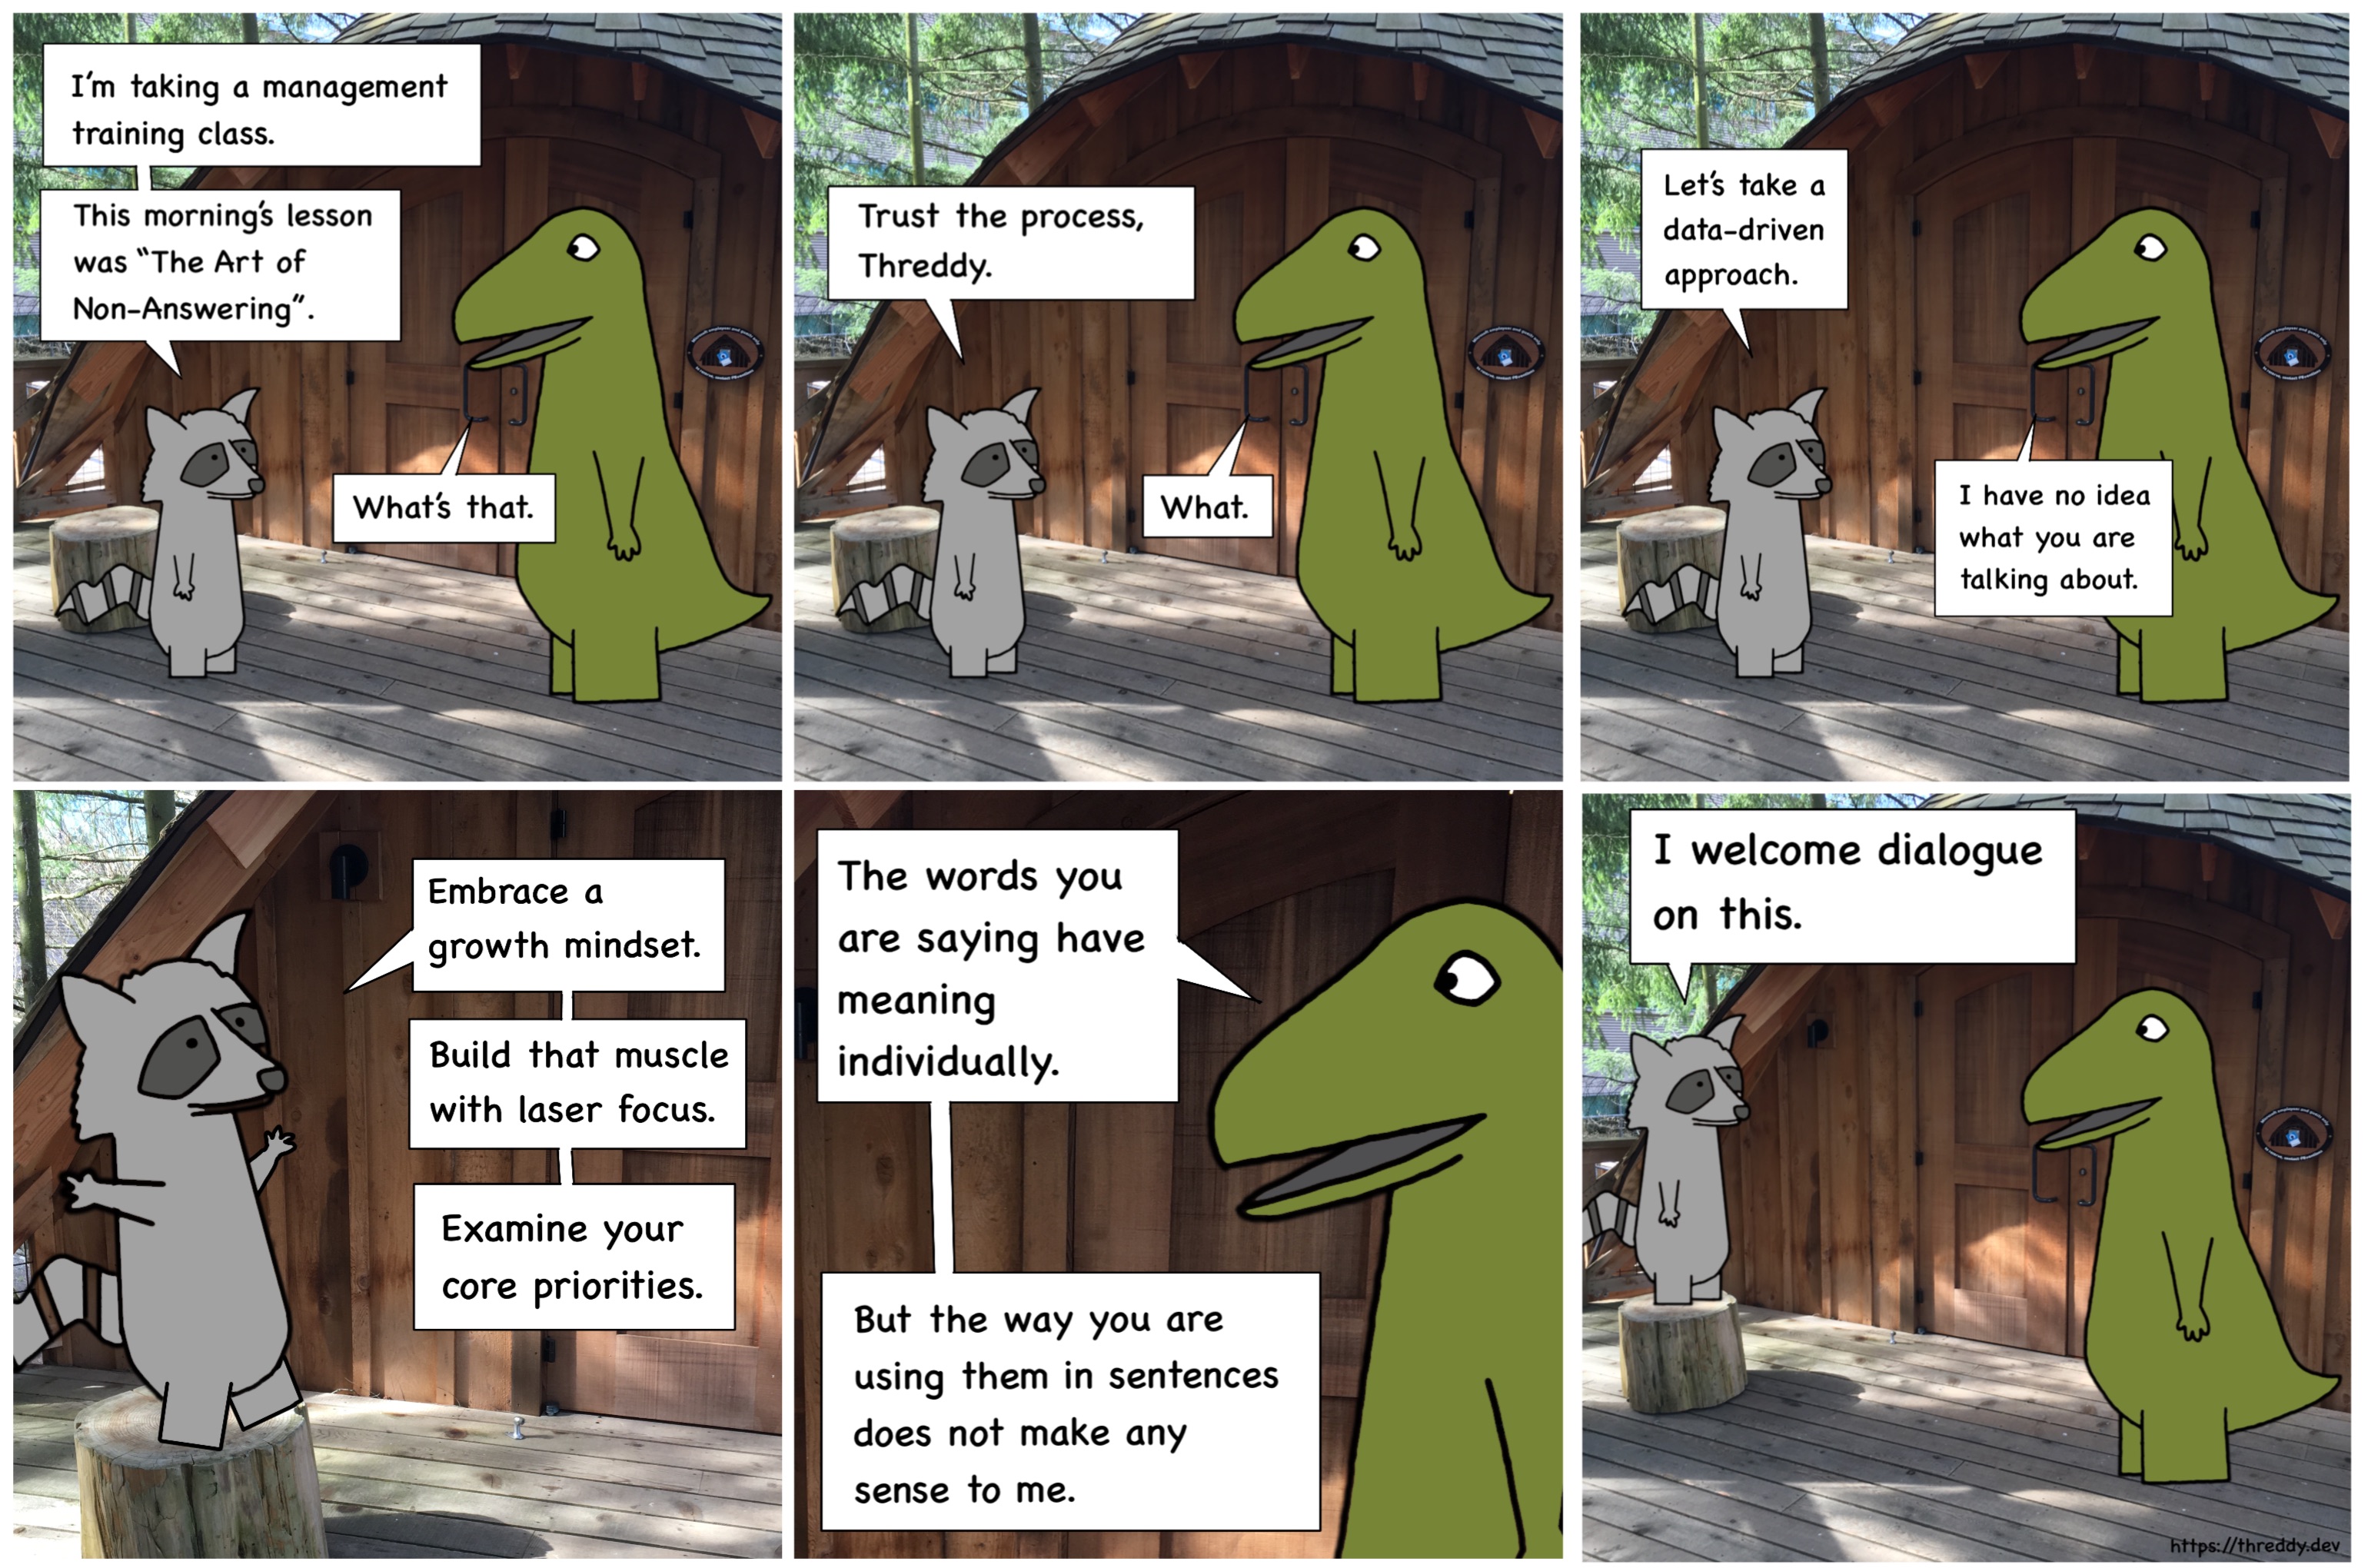 I'm taking a management
training class.
This morning's lesson
was “The Art of
Non-Answering”.
What's that.
Trust the process,
Threddy.
What.
Let's take a
data-driven
approach.
I have no idea
what you are
talking about.
Embrace a
growth mindset.
Build that muscle
with laser focus.
Examine your
core priorities.
The words you
are saying have
meaning
individually.
But the way you are
using them in sentences
does not make any
sense to me.
I welcome dialogue
on this.
https://threddy.dev